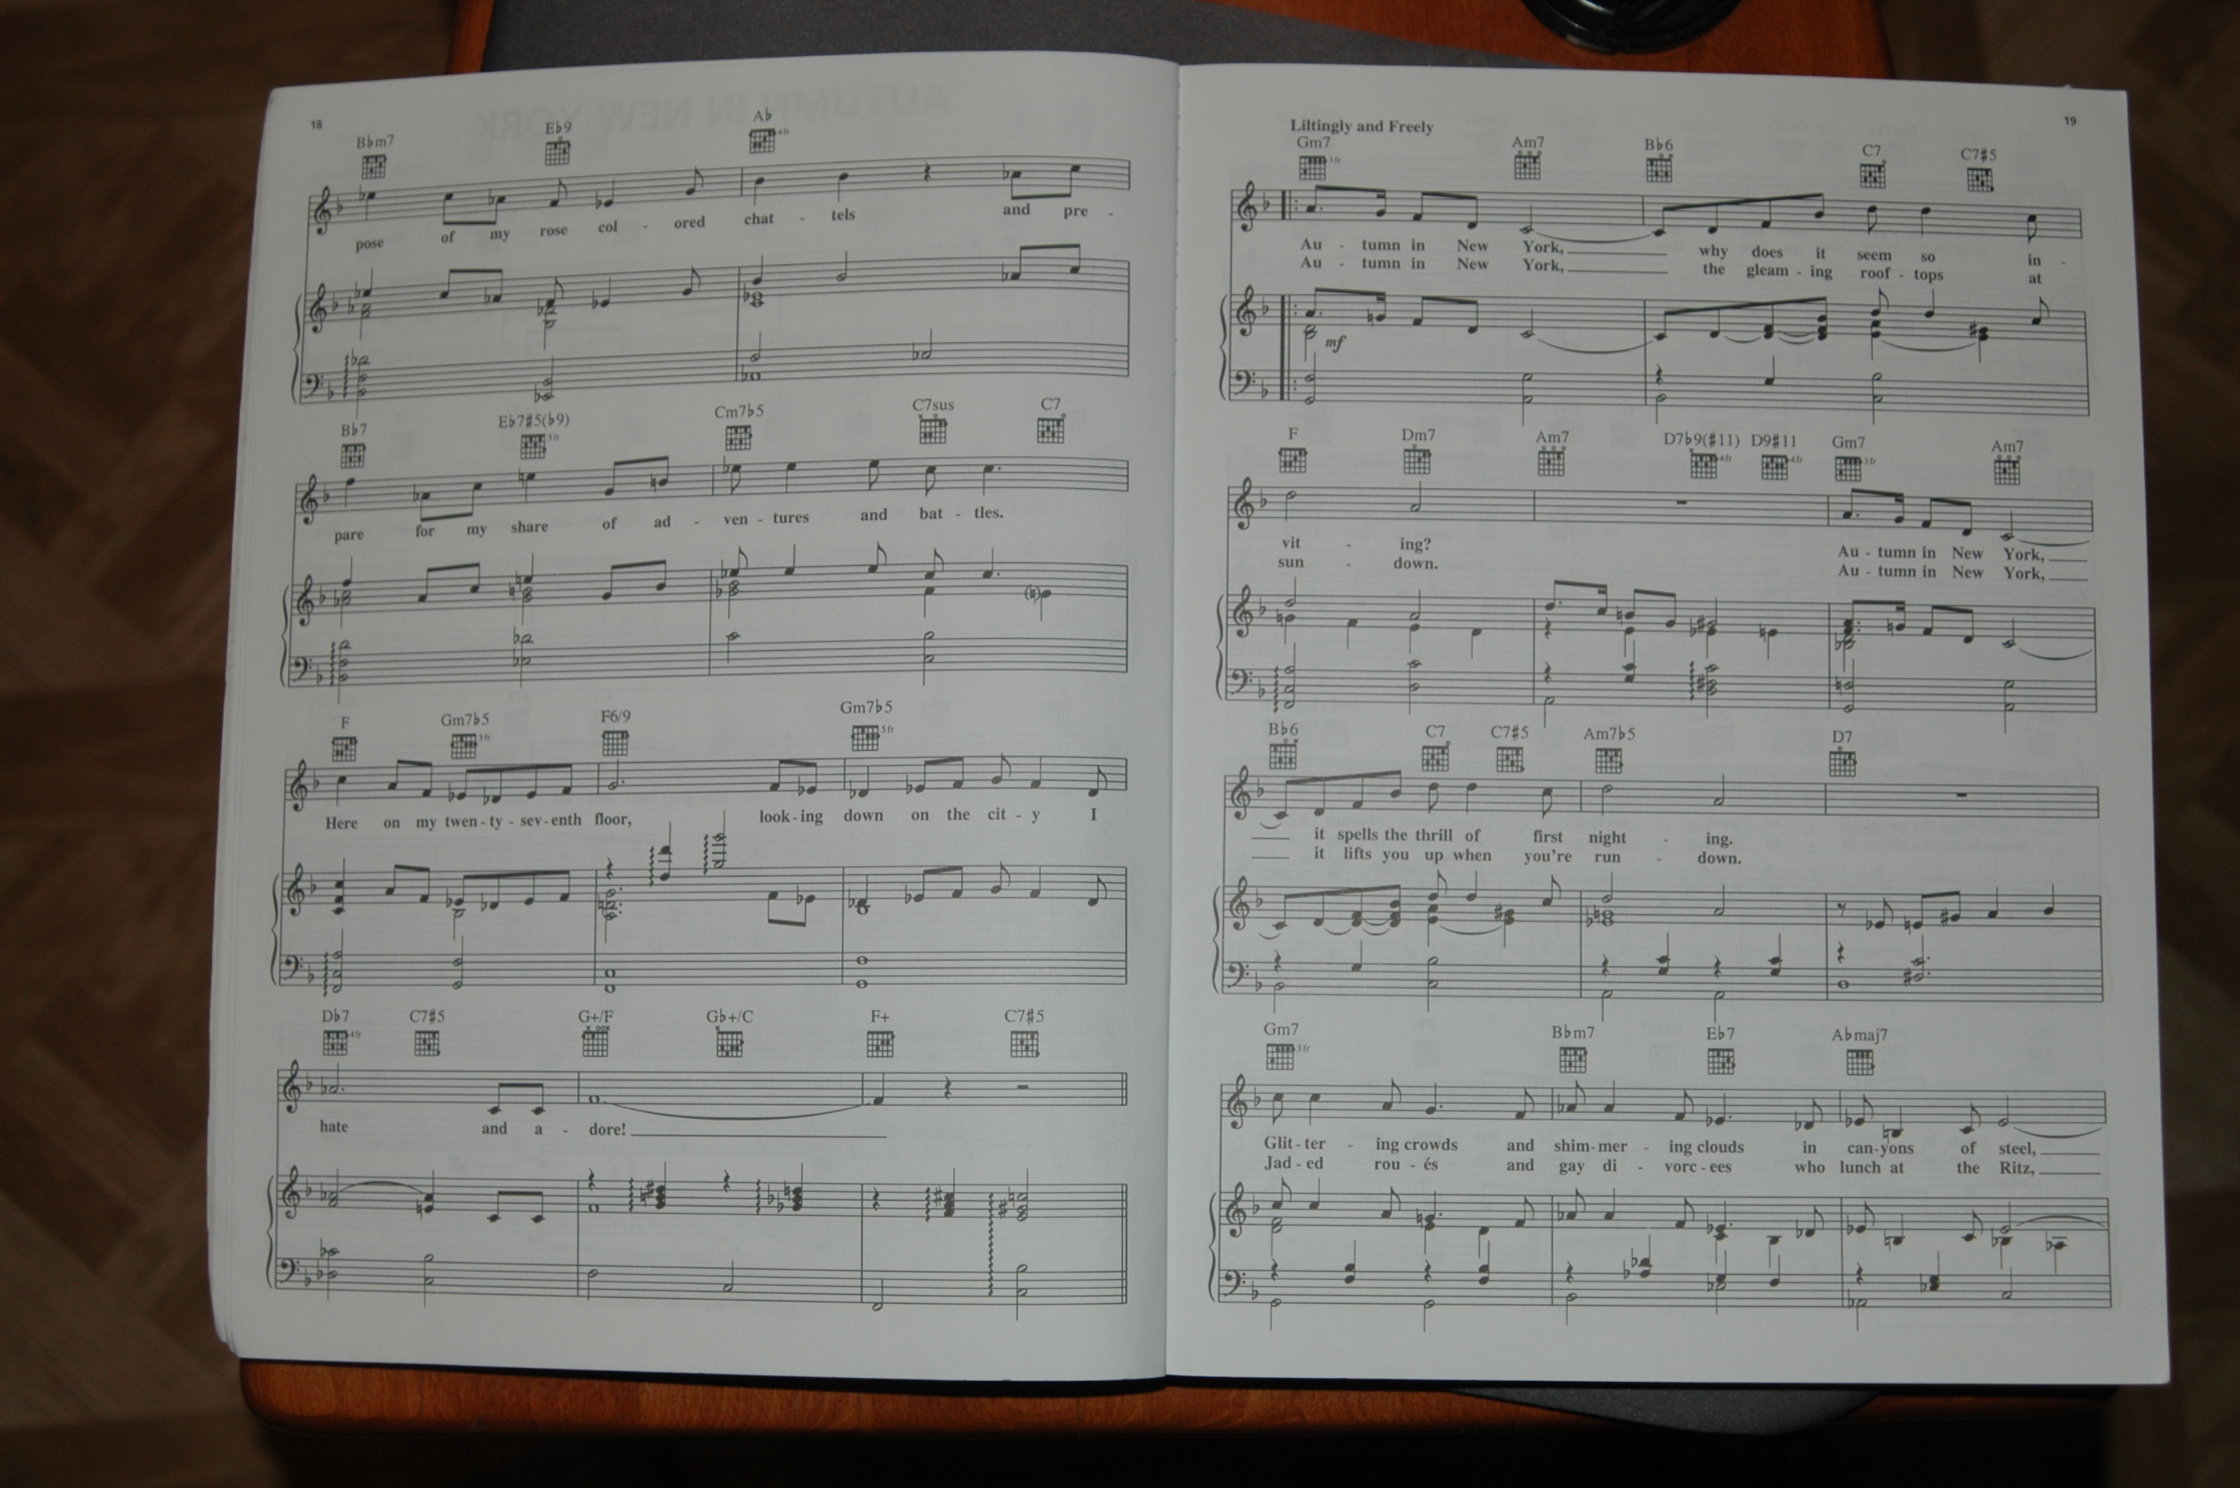 18
AUTUMN IN NEW YORK
B♭m7 E♭9 A♭
4fr
pose of my rose col - ored chat - tels and pre -
B♭7 E♭7♯5(♭9) Cm7♭5 C7sus C7
5fr
pare for my share of ad - ven - tures and bat - tles.
F Gm7♭5 F6/9 Gm7♭5
5fr 5fr
Here on my twen - ty - sev - enth floor, look - ing down on the cit - y I
D♭7 C7♯5 G+/F G♭+/C F+ C7♯5
4fr
hate and a - dore!
19
Liltingly and Freely
Gm7 Am7 B♭6 C7 C7♯5
3fr
Au - tumn in New York, why does it seem so in -
Au - tumn in New York, the gleam - ing roof - tops at
mf
F Dm7 Am7 D7♭9(♯11) D9♯11 Gm7 Am7
4fr 4fr 3fr
vit - ing? Au - tumn in New York,
sun - down. Au - tumn in New York,
B♭6 C7 C7♯5 Am7♭5 D7
it spells the thrill of first night - ing.
it lifts you up when you're run - down.
Gm7 B♭m7 E♭7 A♭maj7
3fr
Glit - ter - ing crowds and shim - mer - ing clouds in can - yons of steel,
Jad - ed rou - és and gay di - vorc - ees who lunch at the Ritz,